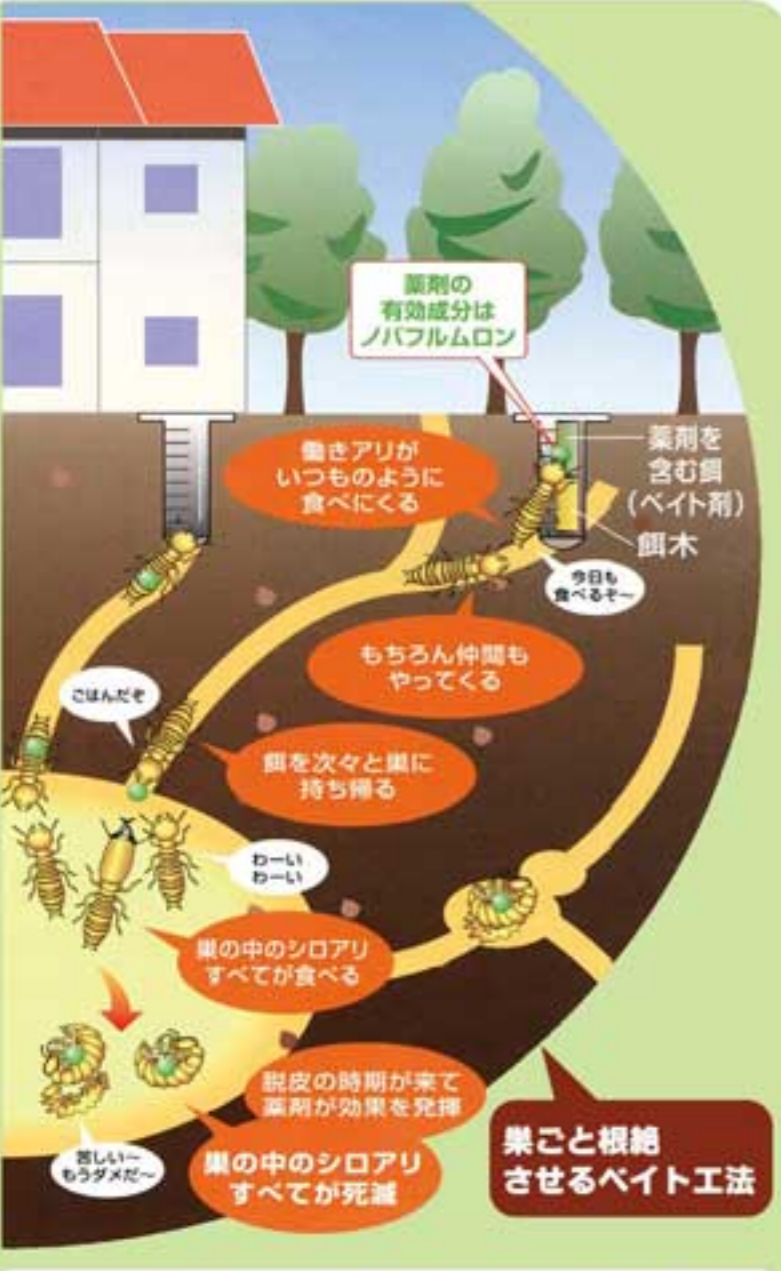 薬剤の
有効成分は
ノバフルムロン
薬剤を
含む餌
(ベイト剤)
餌木
働きアリが
いつものように
食べにくる
今日も
食べるぞ〜
もちろん仲間も
やってくる
ごはんだぞ
餌を次々と巣に
持ち帰る
わーい
わーい
巣の中のシロアリ
すべてが食べる
脱皮の時期が来て
薬剤が効果を発揮
苦しい〜
もうダメだ〜
巣の中のシロアリ
すべてが死滅
巣ごと根絶
させるベイト工法